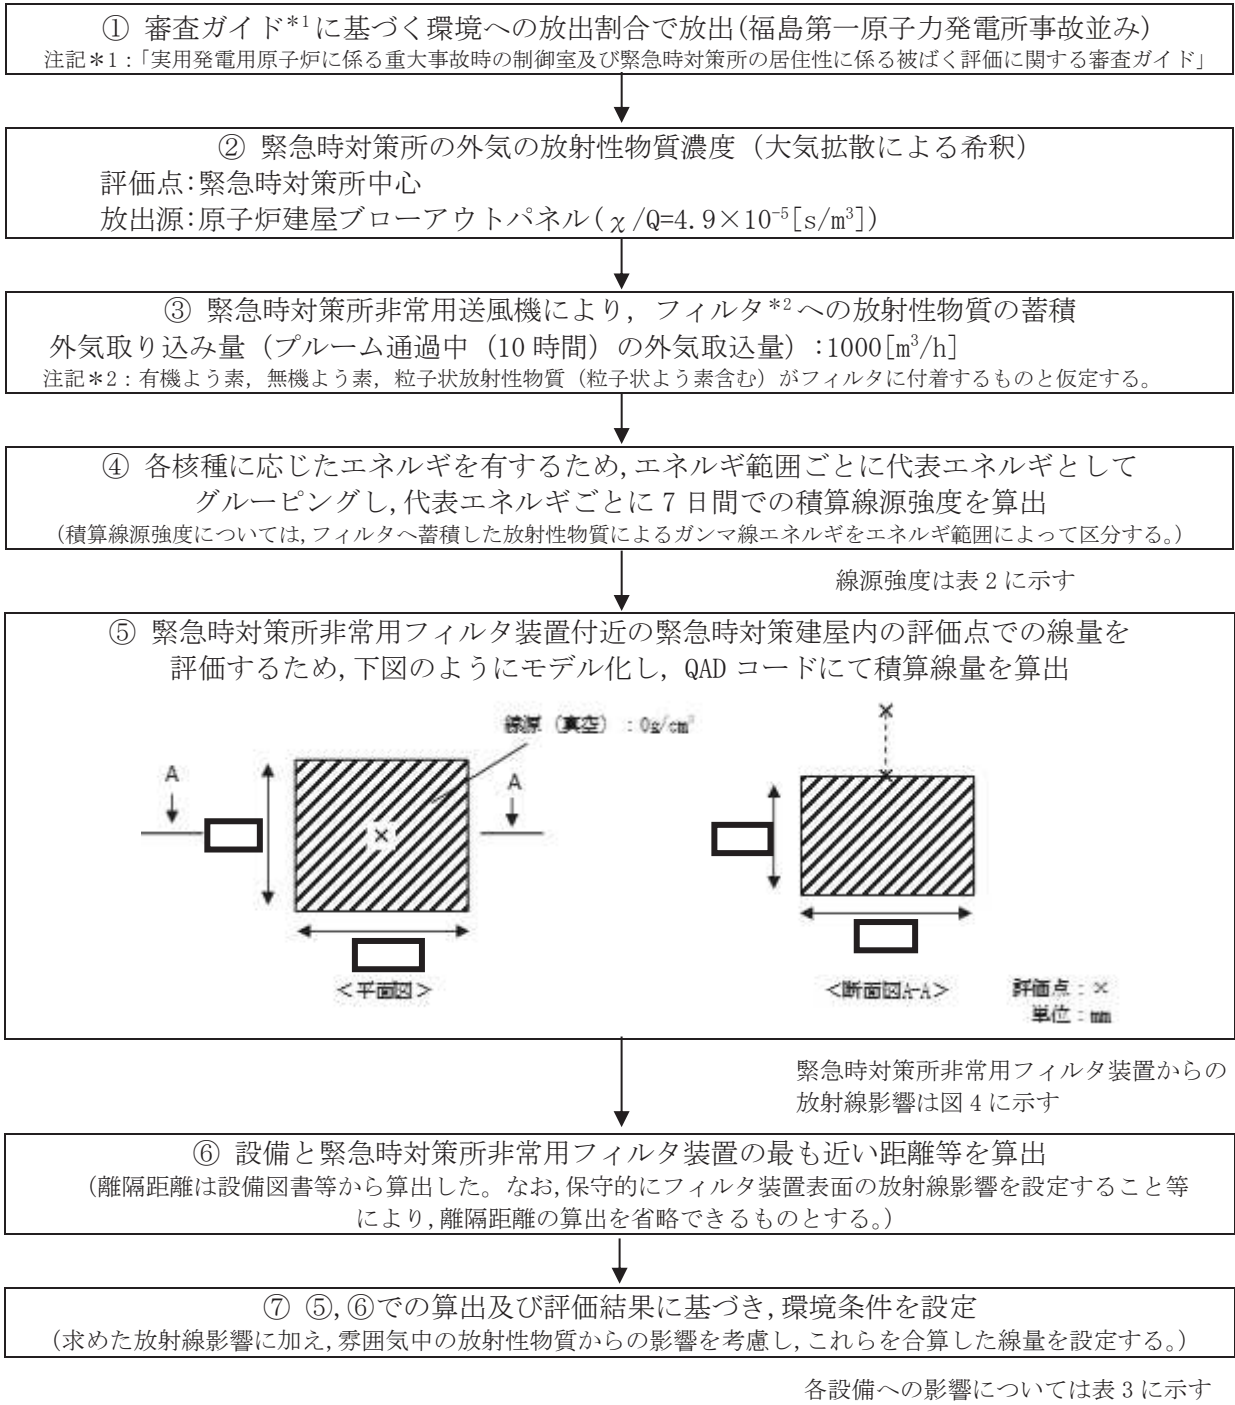 ① 審査ガイド*1に基づく環境への放出割合で放出(福島第一原子力発電所事故並み)
注記*1:「実用発電用原子炉に係る重大事故時の制御室及び緊急時対策所の居住性に係る被ばく評価に関する審査ガイド」
② 緊急時対策所の外気の放射性物質濃度(大気拡散による希釈)
評価点:緊急時対策所中心
放出源:原子炉建屋ブローアウトパネル(χ/Q=4.9×10⁻⁵[s/m³])
③ 緊急時対策所非常用送風機により,フィルタ*2への放射性物質の蓄積
外気取り込み量(プルーム通過中(10時間)の外気取込量):1000[m³/h]
注記*2:有機よう素,無機よう素,粒子状放射性物質(粒子状よう素含む)がフィルタに付着するものと仮定する。
④ 各核種に応じたエネルギを有するため,エネルギ範囲ごとに代表エネルギとして
グルーピングし,代表エネルギごとに7日間での積算線源強度を算出
(積算線源強度については,フィルタへ蓄積した放射性物質によるガンマ線エネルギをエネルギ範囲によって区分する。)
線源強度は表2に示す
⑤ 緊急時対策所非常用フィルタ装置付近の緊急時対策建屋内の評価点での線量を
評価するため,下図のようにモデル化し,QADコードにて積算線量を算出
線源(真空):0g/cm³
A
A
<平面図>
<断面図A-A>
評価点:×
単位:mm
緊急時対策所非常用フィルタ装置からの
放射線影響は図4に示す
⑥ 設備と緊急時対策所非常用フィルタ装置の最も近い距離等を算出
(離隔距離は設備図書等から算出した。なお,保守的にフィルタ装置表面の放射線影響を設定すること等
により,離隔距離の算出を省略できるものとする。)
⑦ ⑤,⑥での算出及び評価結果に基づき,環境条件を設定
(求めた放射線影響に加え,雰囲気中の放射性物質からの影響を考慮し,これらを合算した線量を設定する。)
各設備への影響については表3に示す